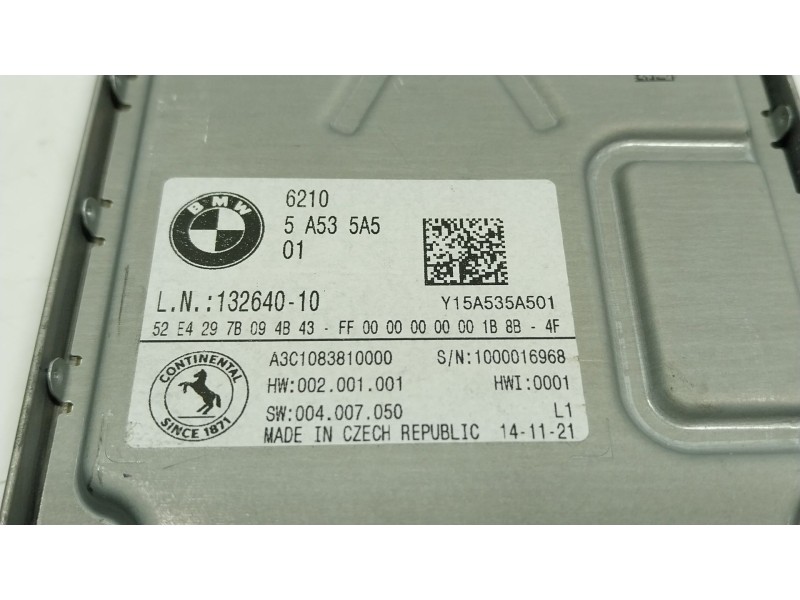 BMW
6210
5 A53 5A5
01
L.N.:132640-10
Y15A535A501
52 E4 29 7B 09 4B 43 - FF 00 00 00 00 00 1B 8B - 4F
CONTINENTAL
SINCE 1871
A3C1083810000 S/N:1000016968
HW:002.001.001 HWI:0001
SW:004.007.050 L1
MADE IN CZECH REPUBLIC 14-11-21